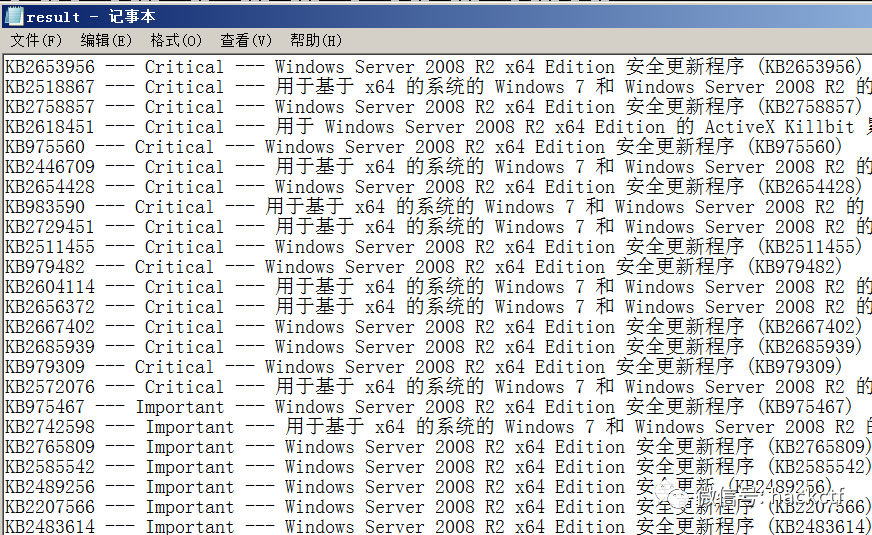 result - 记事本
文件(F) 编辑(E) 格式(O) 查看(V) 帮助(H)
KB2653956 --- Critical --- Windows Server 2008 R2 x64 Edition 安全更新程序 (KB2653956)
KB2518867 --- Critical --- 用于基于 x64 的系统的 Windows 7 和 Windows Server 2008 R2 的
KB2758857 --- Critical --- Windows Server 2008 R2 x64 Edition 安全更新程序 (KB2758857)
KB2618451 --- Critical --- 用于 Windows Server 2008 R2 x64 Edition 的 ActiveX Killbit
KB975560 --- Critical --- Windows Server 2008 R2 x64 Edition 安全更新程序 (KB975560)
KB2446709 --- Critical --- 用于基于 x64 的系统的 Windows 7 和 Windows Server 2008 R2 的
KB2654428 --- Critical --- Windows Server 2008 R2 x64 Edition 安全更新程序 (KB2654428)
KB983590 --- Critical --- 用于基于 x64 的系统的 Windows 7 和 Windows Server 2008 R2 的
KB2729451 --- Critical --- 用于基于 x64 的系统的 Windows 7 和 Windows Server 2008 R2 的
KB2511455 --- Critical --- Windows Server 2008 R2 x64 Edition 安全更新程序 (KB2511455)
KB979482 --- Critical --- Windows Server 2008 R2 x64 Edition 安全更新程序 (KB979482)
KB2604114 --- Critical --- 用于基于 x64 的系统的 Windows 7 和 Windows Server 2008 R2 的
KB2656372 --- Critical --- 用于基于 x64 的系统的 Windows 7 和 Windows Server 2008 R2 的
KB2667402 --- Critical --- Windows Server 2008 R2 x64 Edition 安全更新程序 (KB2667402)
KB2685939 --- Critical --- Windows Server 2008 R2 x64 Edition 安全更新程序 (KB2685939)
KB979309 --- Critical --- Windows Server 2008 R2 x64 Edition 安全更新程序 (KB979309)
KB2572076 --- Critical --- 用于基于 x64 的系统的 Windows 7 和 Windows Server 2008 R2 的
KB975467 --- Important --- Windows Server 2008 R2 x64 Edition 安全更新程序 (KB975467)
KB2742598 --- Important --- 用于基于 x64 的系统的 Windows 7 和 Windows Server 2008 R2
KB2765809 --- Important --- Windows Server 2008 R2 x64 Edition 安全更新程序 (KB2765809)
KB2585542 --- Important --- Windows Server 2008 R2 x64 Edition 安全更新程序 (KB2585542)
KB2489256 --- Important --- Windows Server 2008 R2 x64 Edition 安全更新 (KB2489256)
微信号: hackctf
KB2207566 --- Important --- Windows Server 2008 R2 x64 Edition 安全更新程序 (KB2207566)
KB2483614 --- Important --- Windows Server 2008 R2 x64 Edition 安全更新程序 (KB2483614)